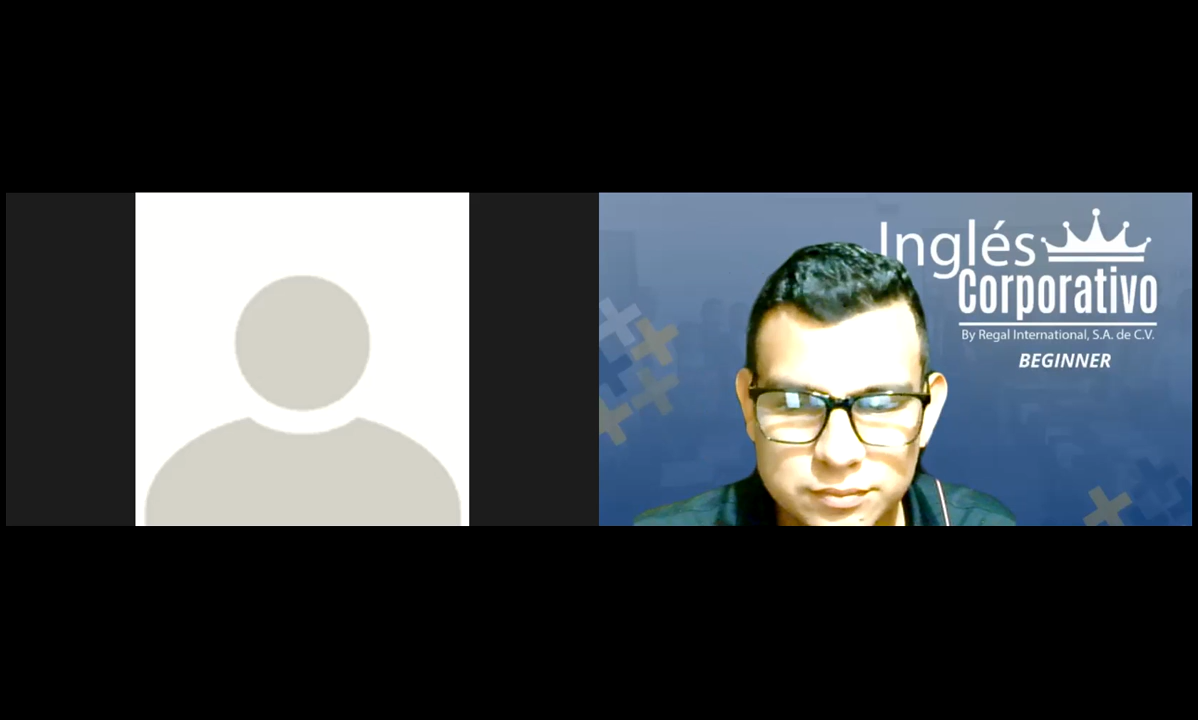 Inglés
Corporativo
By Regal International, S.A. de C.V.
BEGINNER